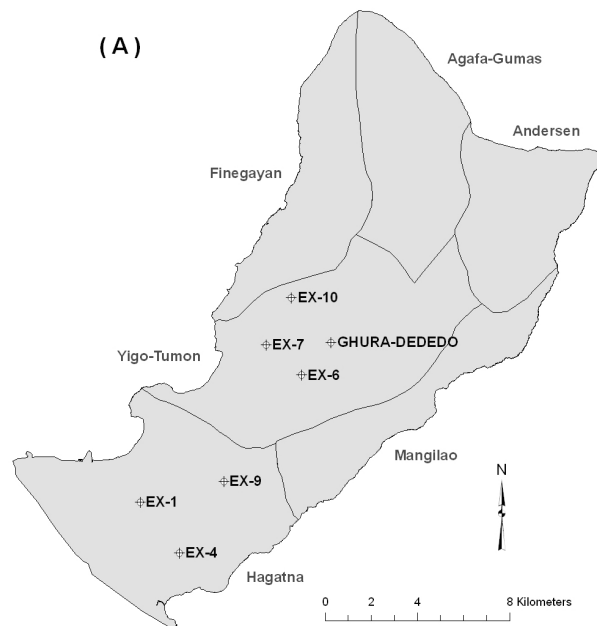 (A)
Agafa-Gumas
Andersen
Finegayan
EX-10
GHURA-DEDEDO
EX-7
Yigo-Tumon
EX-6
Mangilao
EX-9
N
EX-1
EX-4
Hagatna
0 2 4 8 Kilometers